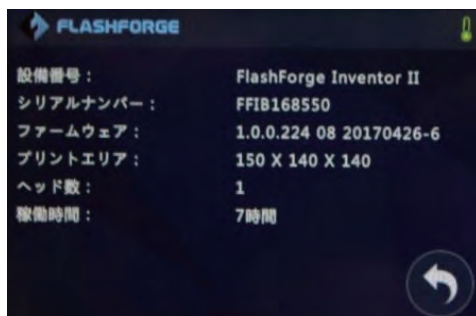 FLASHFORGE
設備番号： FlashForge Inventor II
シリアルナンバー： FFIB168550
ファームウェア： 1.0.0.224 08 20170426-6
プリントエリア： 150 X 140 X 140
ヘッド数： 1
稼働時間： 7時間